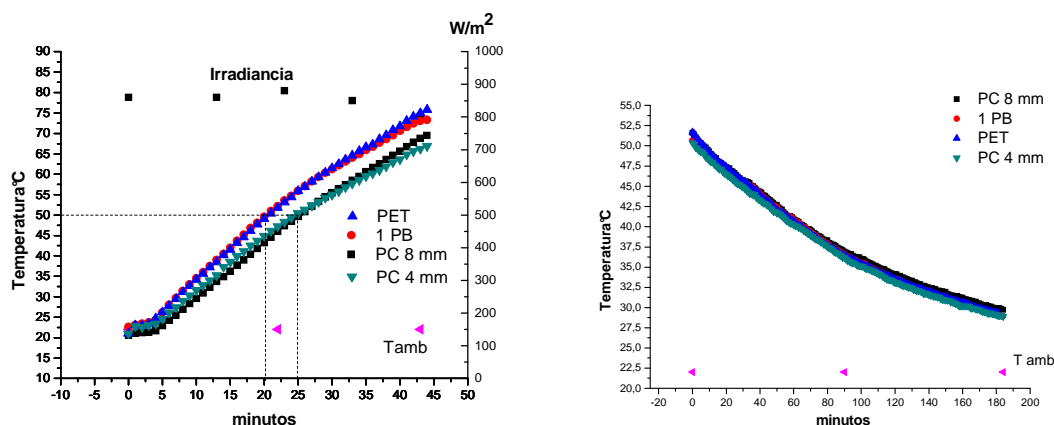 W/m²
Temperatura°C
90
85
80
75
70
65
60
55
50
45
40
35
30
25
20
15
10
Irradiancia
PET
1 PB
PC 8 mm
PC 4 mm
Tamb
1000
900
800
700
600
500
400
300
200
100
0
-10 -5 0 5 10 15 20 25 30 35 40 45 50
minutos
Temperatura°C
55,0
52,5
50,0
47,5
45,0
42,5
40,0
37,5
35,0
32,5
30,0
27,5
25,0
22,5
20,0
PC 8 mm
1 PB
PET
PC 4 mm
T amb
-20 0 20 40 60 80 100 120 140 160 180 200
minutos